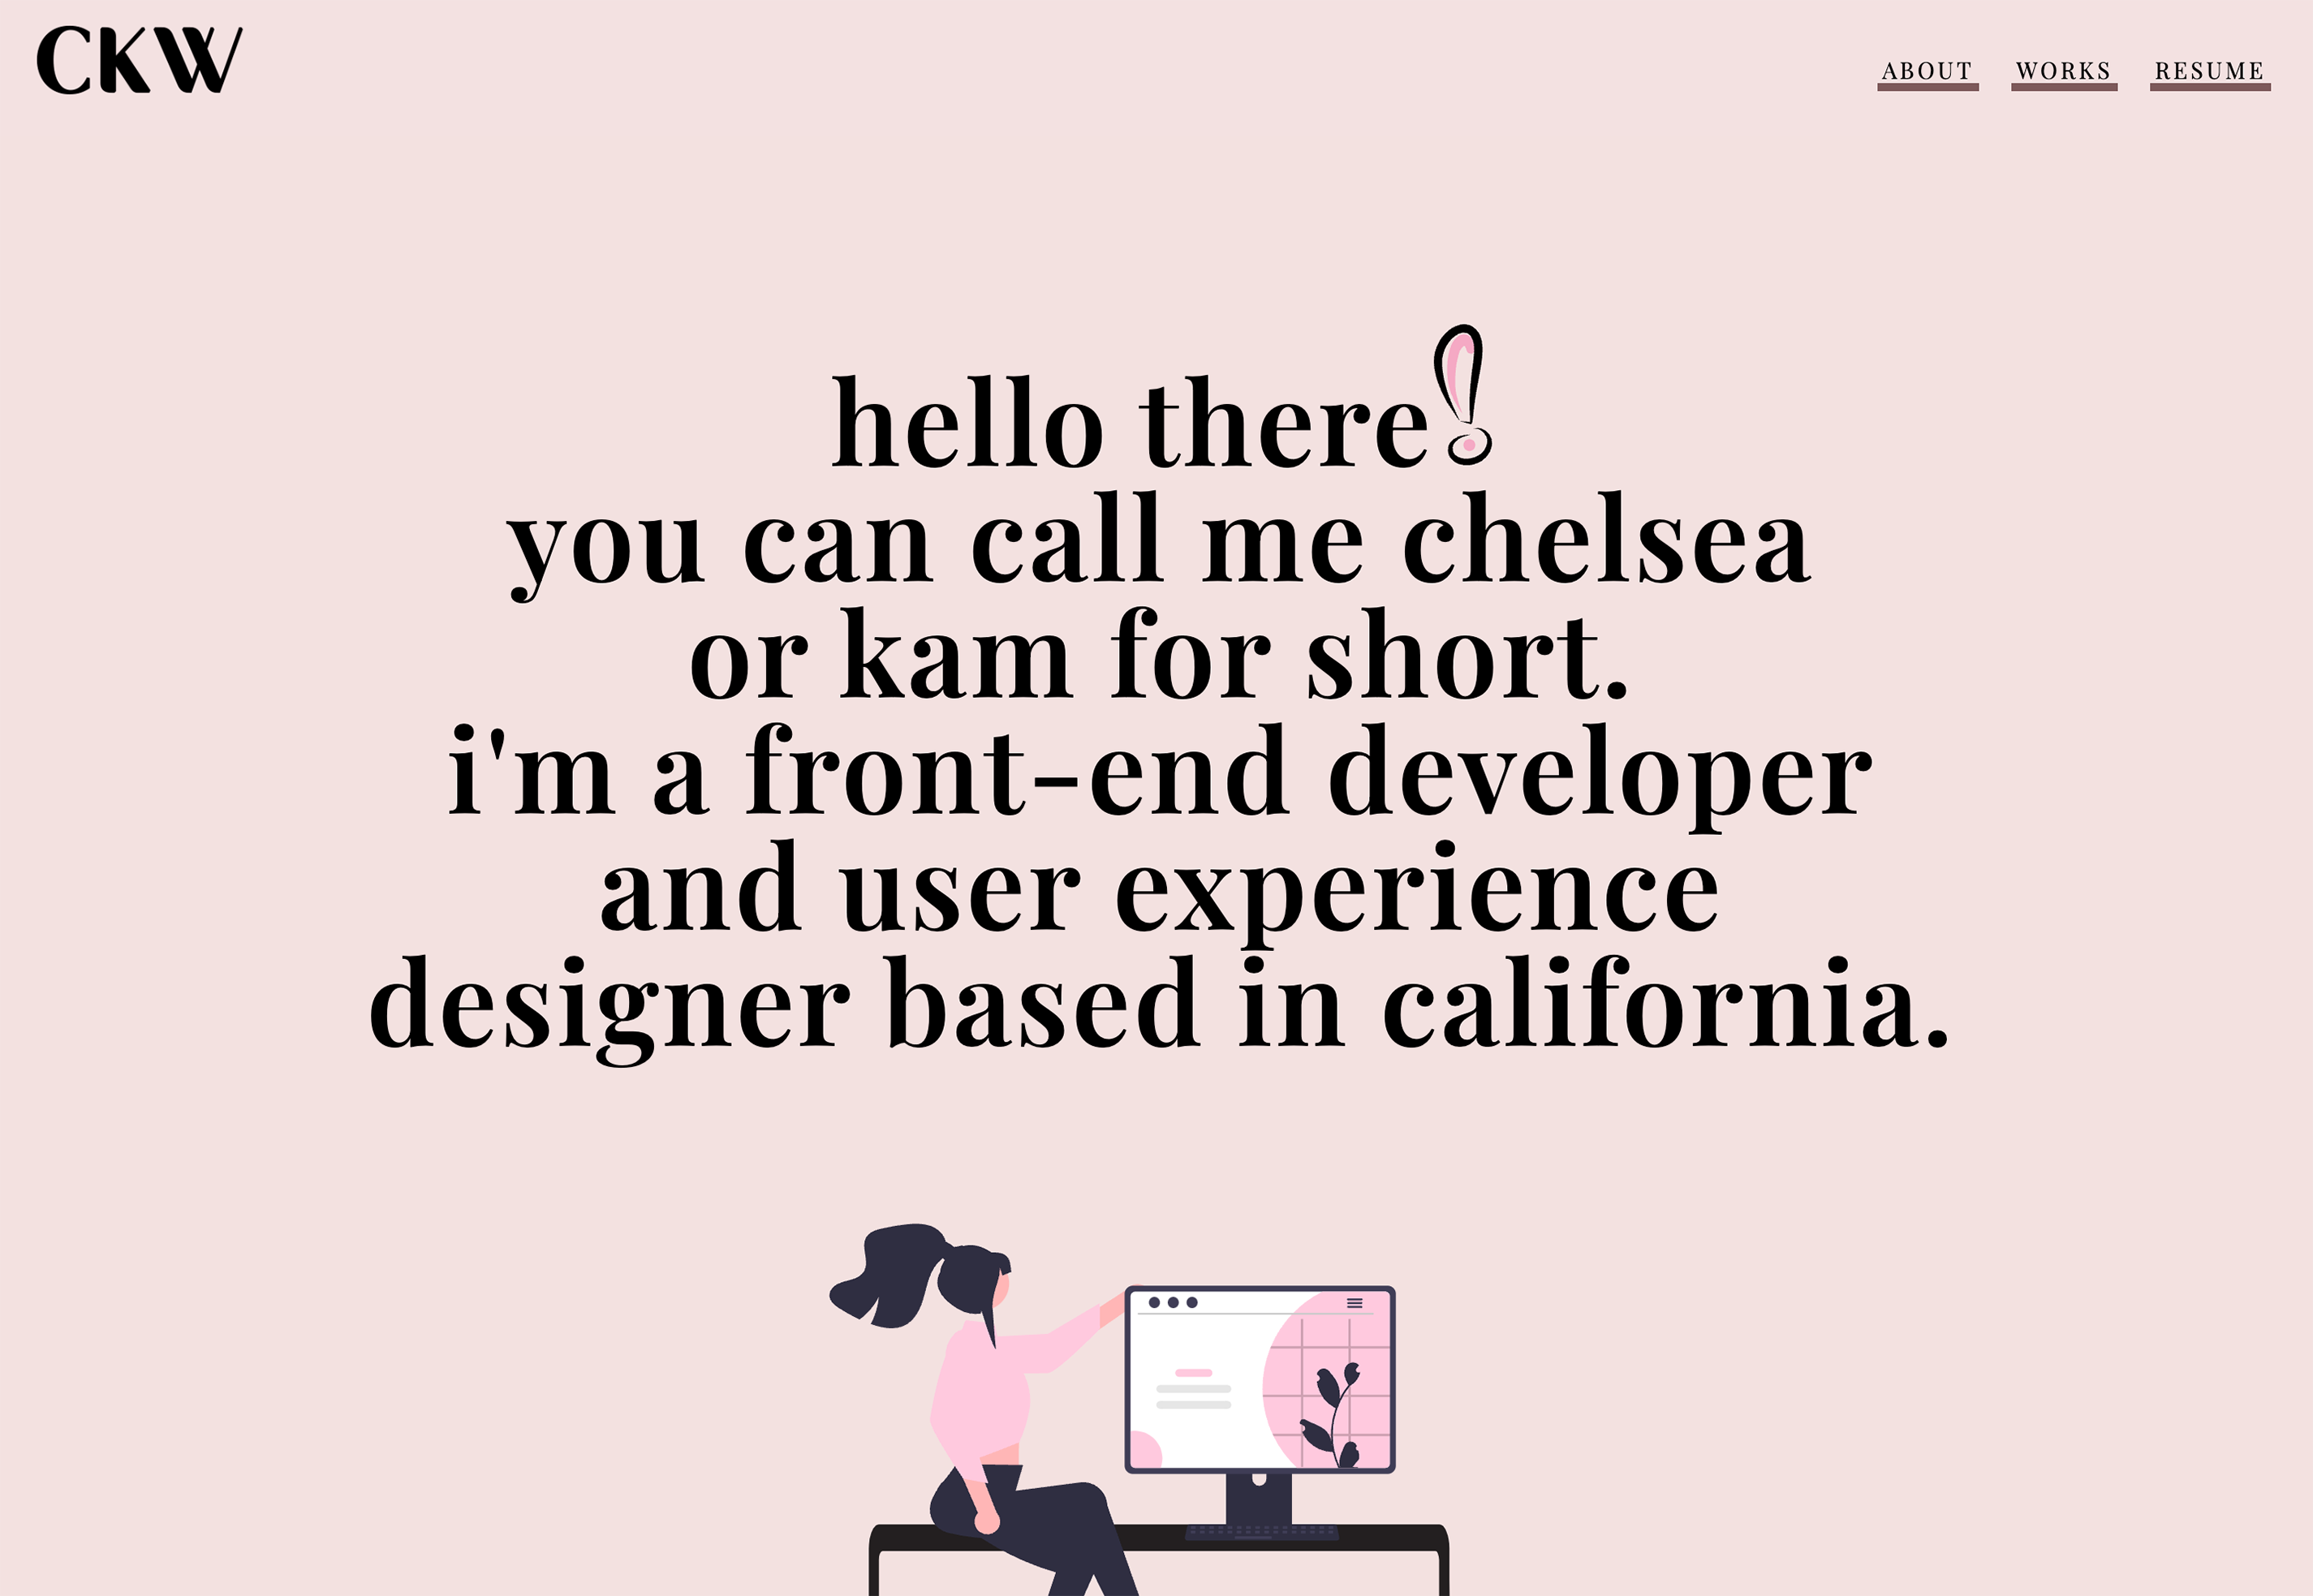 CKW
ABOUT WORKS RESUME
hello there!
you can call me chelsea
or kam for short.
i'm a front-end developer
and user experience
designer based in california.